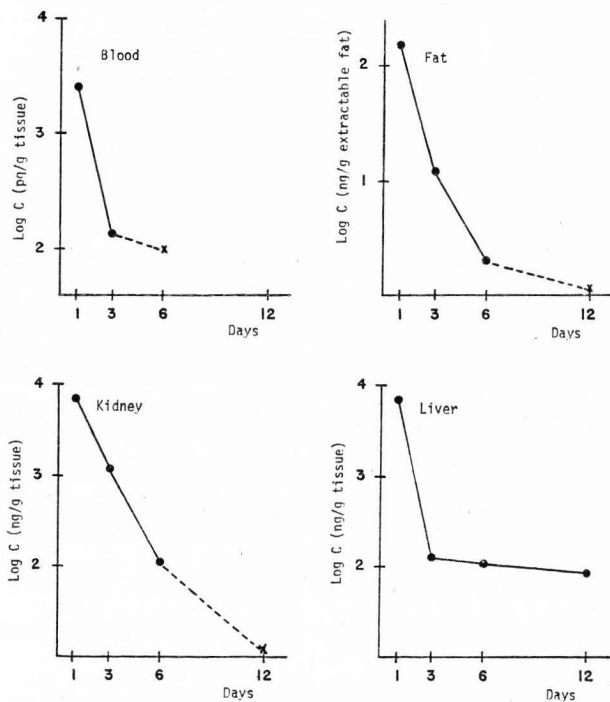 Blood
Log C (pg/g tissue)
4
3
2
1 3 6 12
Days
Fat
Log C (ng/g extractable fat)
2
1
1 3 6 12
Days
Kidney
Log C (ng/g tissue)
4
3
2
1 3 6 12
Days
Liver
Log C (ng/g tissue)
4
3
2
1 3 6 12
Days